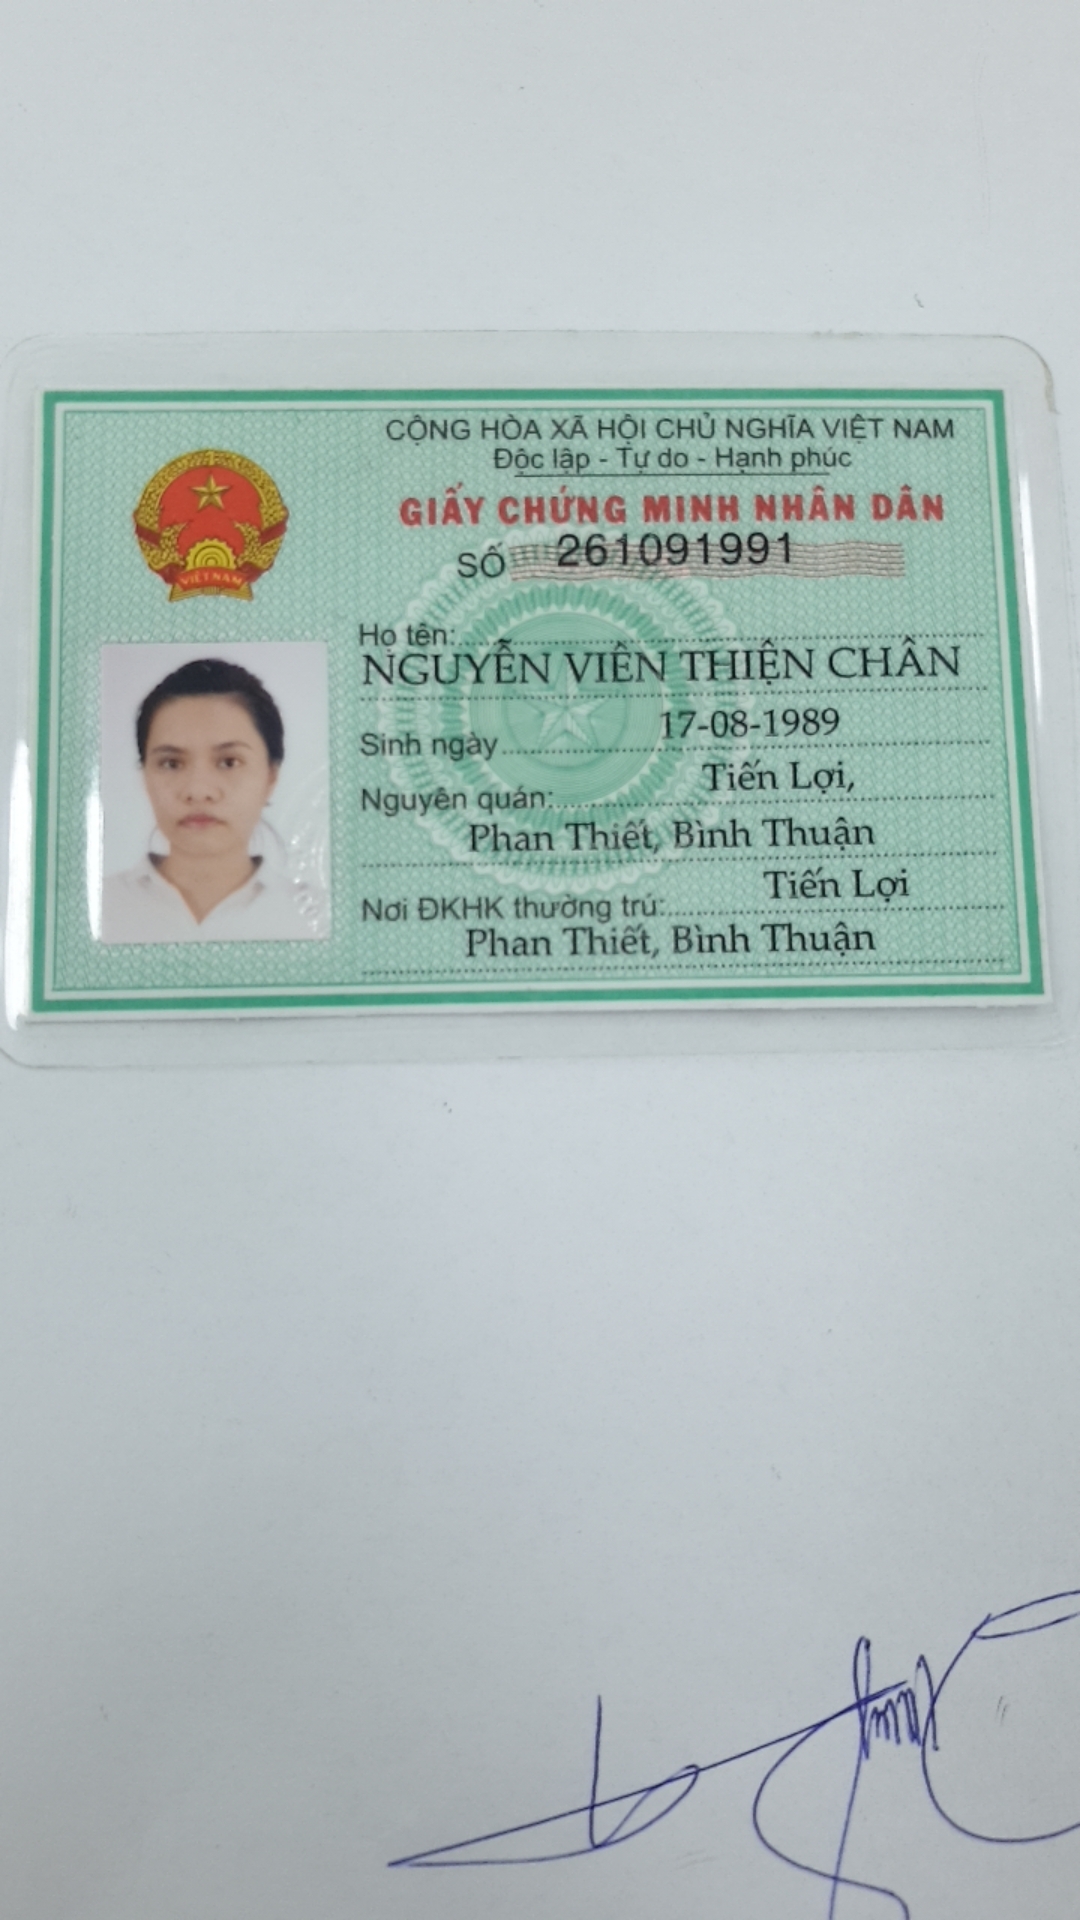 CỘNG HÒA XÃ HỘI CHỦ NGHĨA VIỆT NAM
Độc lập - Tự do - Hạnh phúc
GIẤY CHỨNG MINH NHÂN DÂN
SỐ 261091991
VIỆT NAM
Họ tên:
NGUYỄN VIÊN THIỆN CHÂN
Sinh ngày 17-08-1989
Nguyên quán: Tiến Lợi,
Phan Thiết, Bình Thuận
Nơi ĐKHK thường trú: Tiến Lợi
Phan Thiết, Bình Thuận